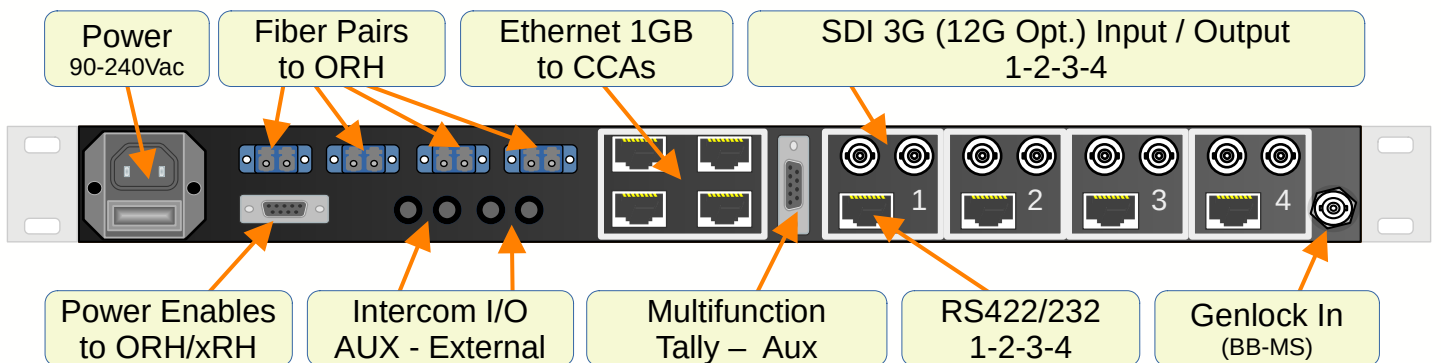 Power
90-240Vac
Fiber Pairs
to ORH
Ethernet 1GB
to CCAs
SDI 3G (12G Opt.) Input / Output
1-2-3-4
1
2
3
4
Power Enables
to ORH/xRH
Intercom I/O
AUX - External
Multifunction
Tally – Aux
RS422/232
1-2-3-4
Genlock In
(BB-MS)